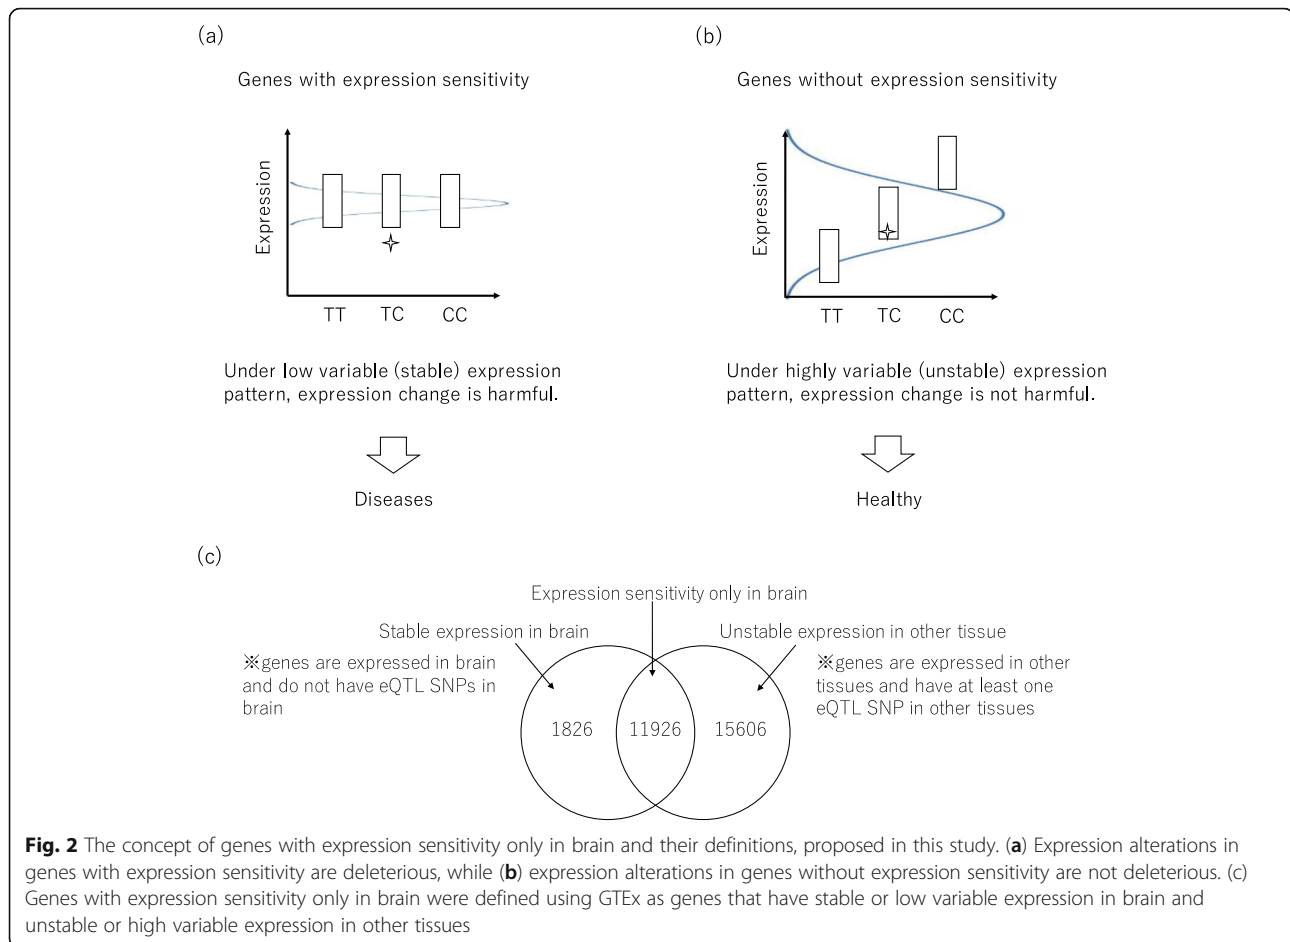 (a)
Genes with expression sensitivity
Expression
TT TC CC
Under low variable (stable) expression
pattern, expression change is harmful.
Diseases
(b)
Genes without expression sensitivity
Expression
TT TC CC
Under highly variable (unstable) expression
pattern, expression change is not harmful.
Healthy
(c)
Expression sensitivity only in brain
Stable expression in brain
※genes are expressed in brain
and do not have eQTL SNPs in
brain
Unstable expression in other tissue
※genes are expressed in other
tissues and have at least one
eQTL SNP in other tissues
1826 11926 15606
Fig. 2 The concept of genes with expression sensitivity only in brain and their definitions, proposed in this study. (a) Expression alterations in
genes with expression sensitivity are deleterious, while (b) expression alterations in genes without expression sensitivity are not deleterious. (c)
Genes with expression sensitivity only in brain were defined using GTEx as genes that have stable or low variable expression in brain and
unstable or high variable expression in other tissues